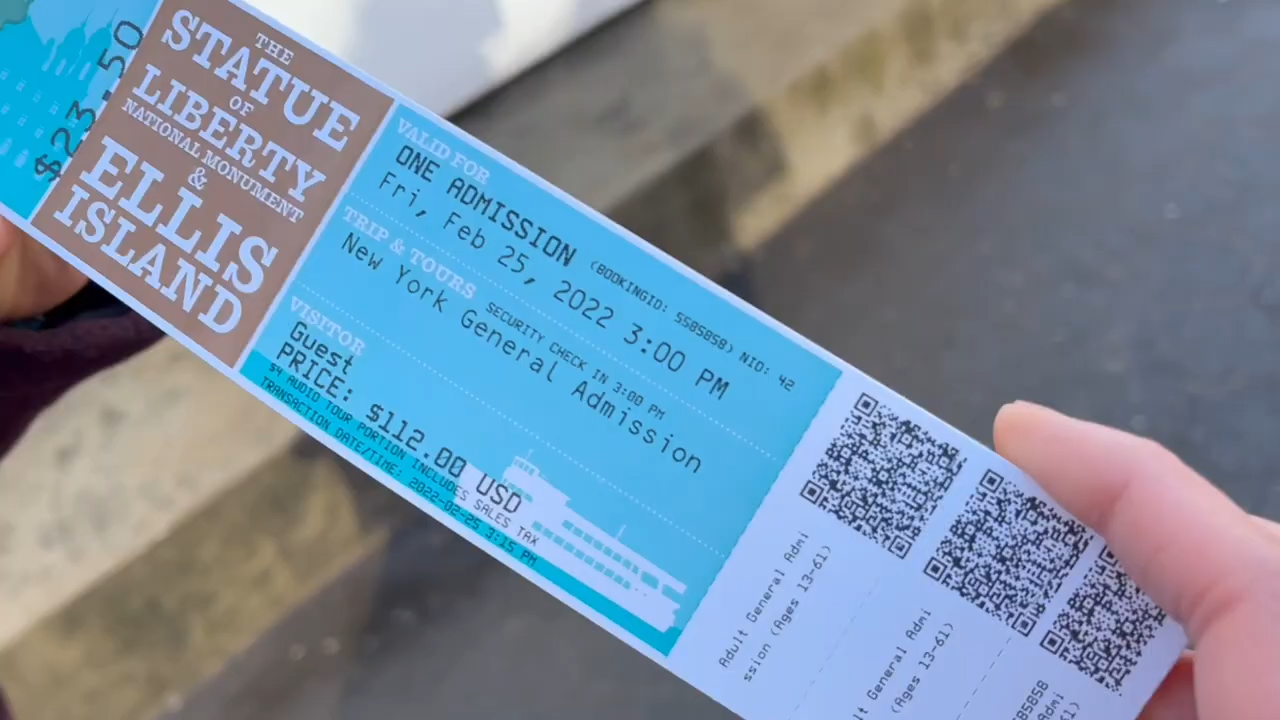 $23.50
THE
STATUE
OF
LIBERTY
NATIONAL MONUMENT
&
ELLIS
ISLAND
VALID FOR
ONE ADMISSION (BOOKINGID: 5585858) NID: 42
Fri, Feb 25, 2022 3:00 PM
TRIP & TOURS SECURITY CHECK IN 3:00 PM
New York General Admission
VISITOR
Guest
PRICE: $112.00 USD
$4 AUDIO TOUR PORTION INCLUDES SALES TAX
TRANSACTION DATE/TIME: 2022-02-25 3:15 PM
Adult General Admi
ssion (Ages 13-61)
t General Admi
(Ages 13-61)
585858
Admi